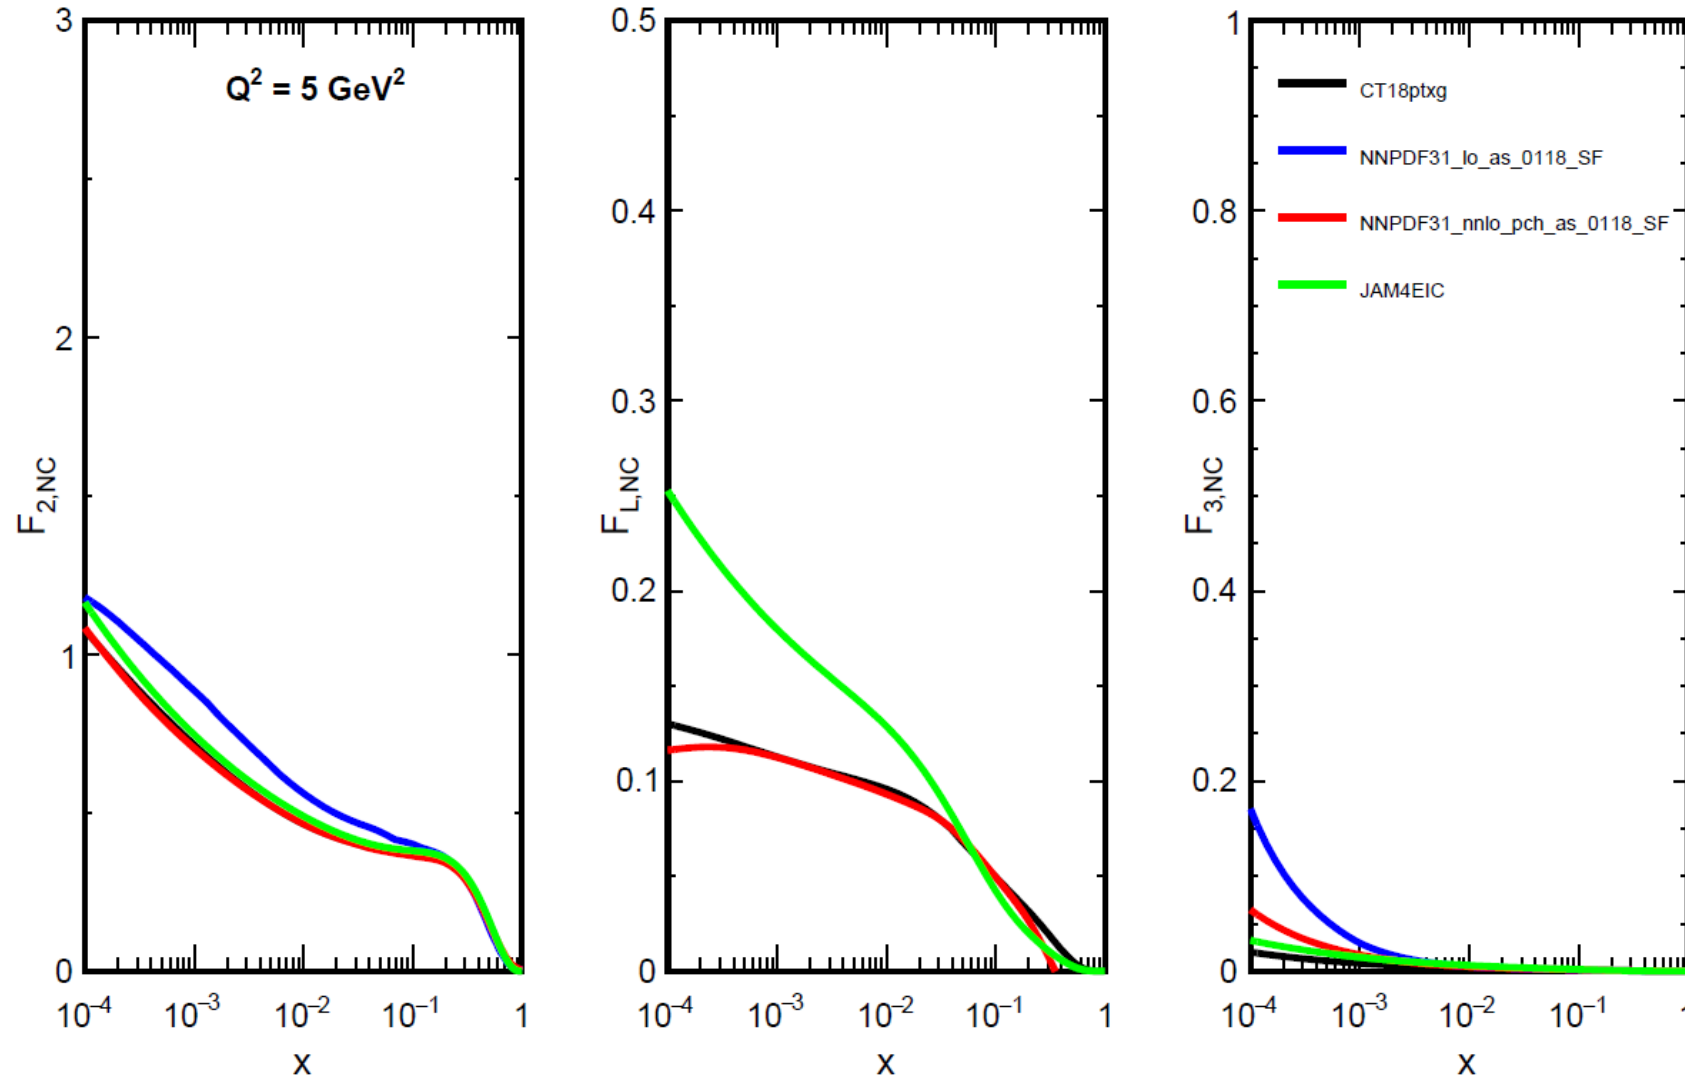 Q² = 5 GeV²
F2,NC
3
2
1
0
10⁻⁴ 10⁻³ 10⁻² 10⁻¹ 1
x
F_L,NC
0.5
0.4
0.3
0.2
0.1
0
10⁻⁴ 10⁻³ 10⁻² 10⁻¹ 1
x
F3,NC
1
0.8
0.6
0.4
0.2
0
10⁻⁴ 10⁻³ 10⁻² 10⁻¹ 1
x
CT18ptxg
NNPDF31_lo_as_0118_SF
NNPDF31_nnlo_pch_as_0118_SF
JAM4EIC